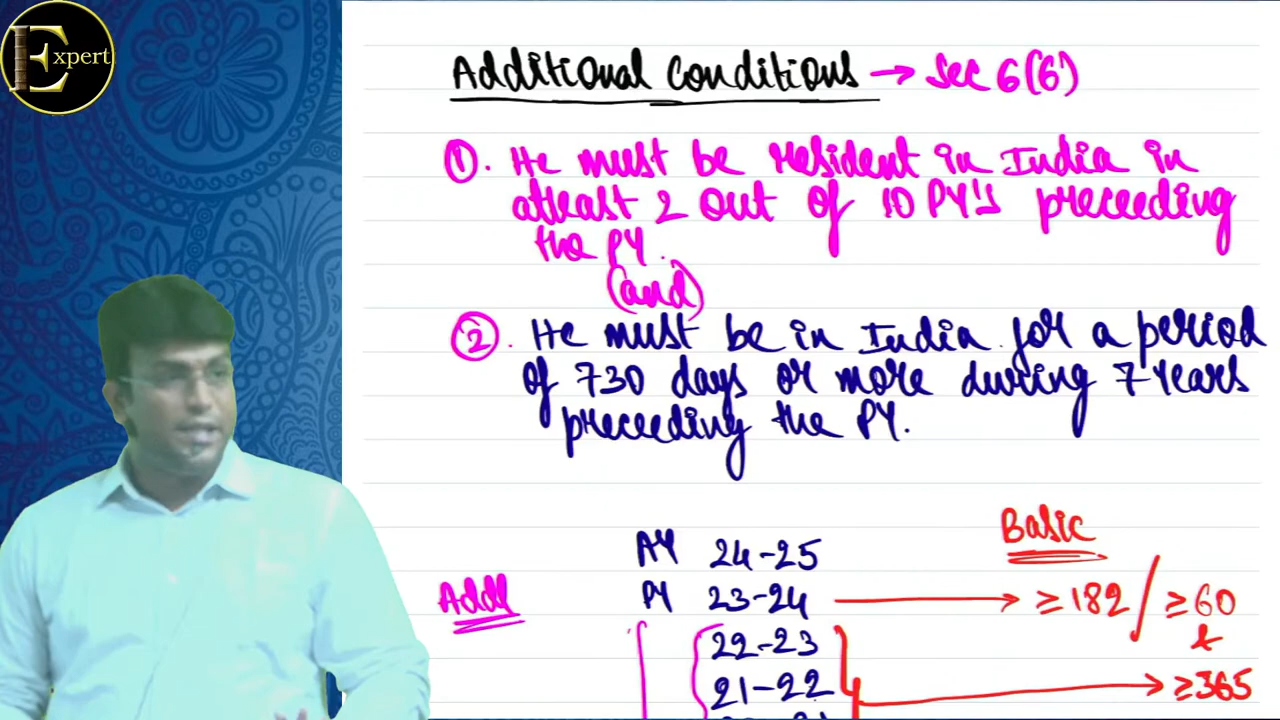 Expert
Additional Conditions → Sec 6(6)
①. He must be resident in India in
atleast 2 out of 10 PY's preceeding
the PY.
(and)
②. He must be in India for a period
of 730 days or more during 7 years
preceeding the PY.
Basic
AY 24-25
Addl PY 23-24 → ≥182 / ≥60
22-23 &
21-22 → ≥365